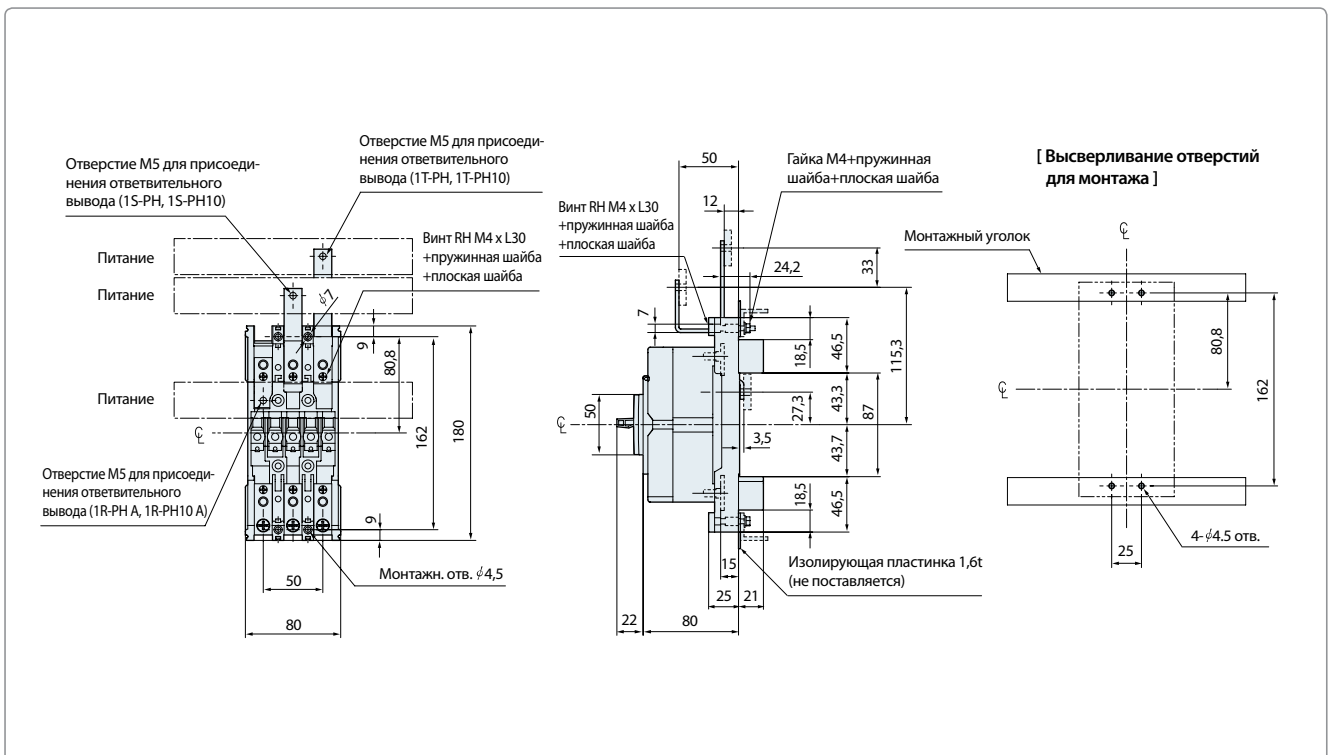 Отверстие M5 для присоеди-
нения ответвительного
вывода (1S-PH, 1S-PH10)
Отверстие M5 для присоеди-
нения ответвительного
вывода (1T-PH, 1T-PH10)
Винт RH M4 x L30
+пружинная шайба
+плоская шайба
Питание
Питание
Питание
ϕ7
9
80,8
162
180
℄
Отверстие M5 для присоеди-
нения ответвительного
вывода (1R-PH A, 1R-PH10 A)
9
Монтажн. отв. ϕ4,5
50
80
50
12
Гайка M4+пружинная
шайба+плоская шайба
Винт RH M4 x L30
+пружинная шайба
+плоская шайба
24,2
33
7
18,5
46,5
115,3
50
27,3
43,3
87
℄
3,5
43,7
18,5
46,5
15
Изолирующая пластинка 1,6t
(не поставляется)
25
21
22
80
[ Высверливание отверстий
для монтажа ]
℄
Монтажный уголок
80,8
162
℄
4-ϕ4.5 отв.
25